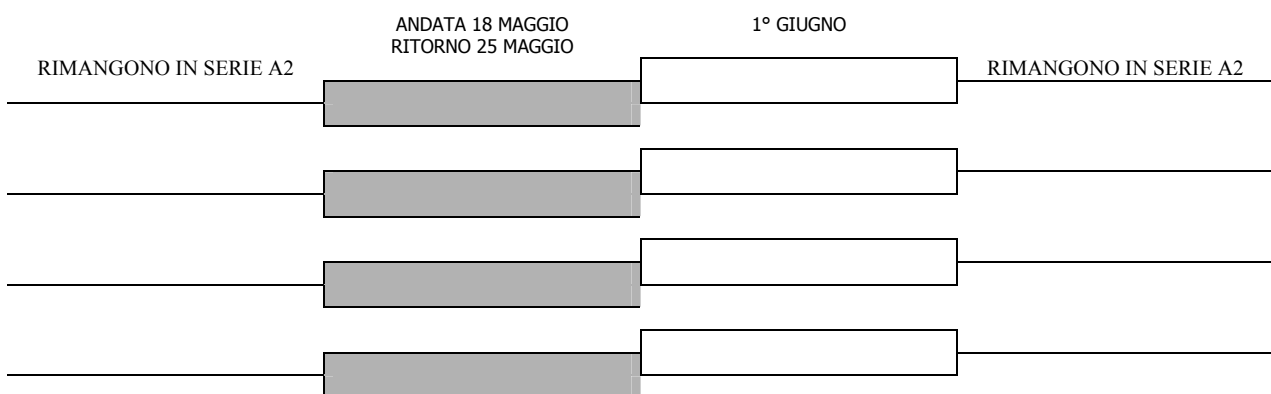 ANDATA 18 MAGGIO
RITORNO 25 MAGGIO
1° GIUGNO
RIMANGONO IN SERIE A2
RIMANGONO IN SERIE A2